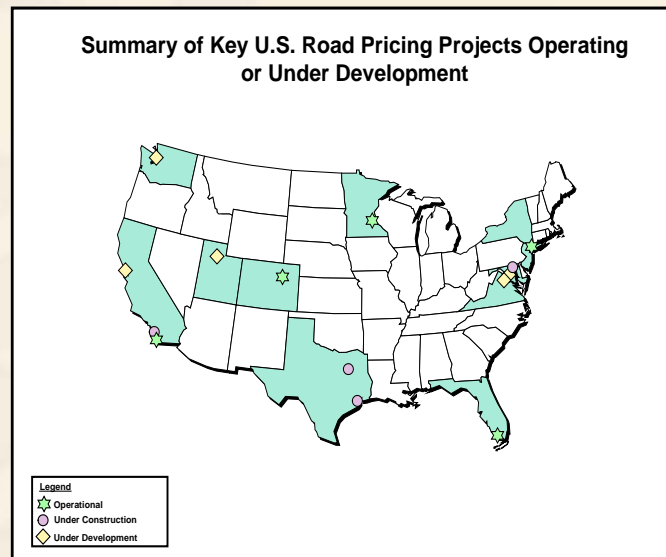 Summary of Key U.S. Road Pricing Projects Operating
or Under Development
Legend
Operational
Under Construction
Under Development